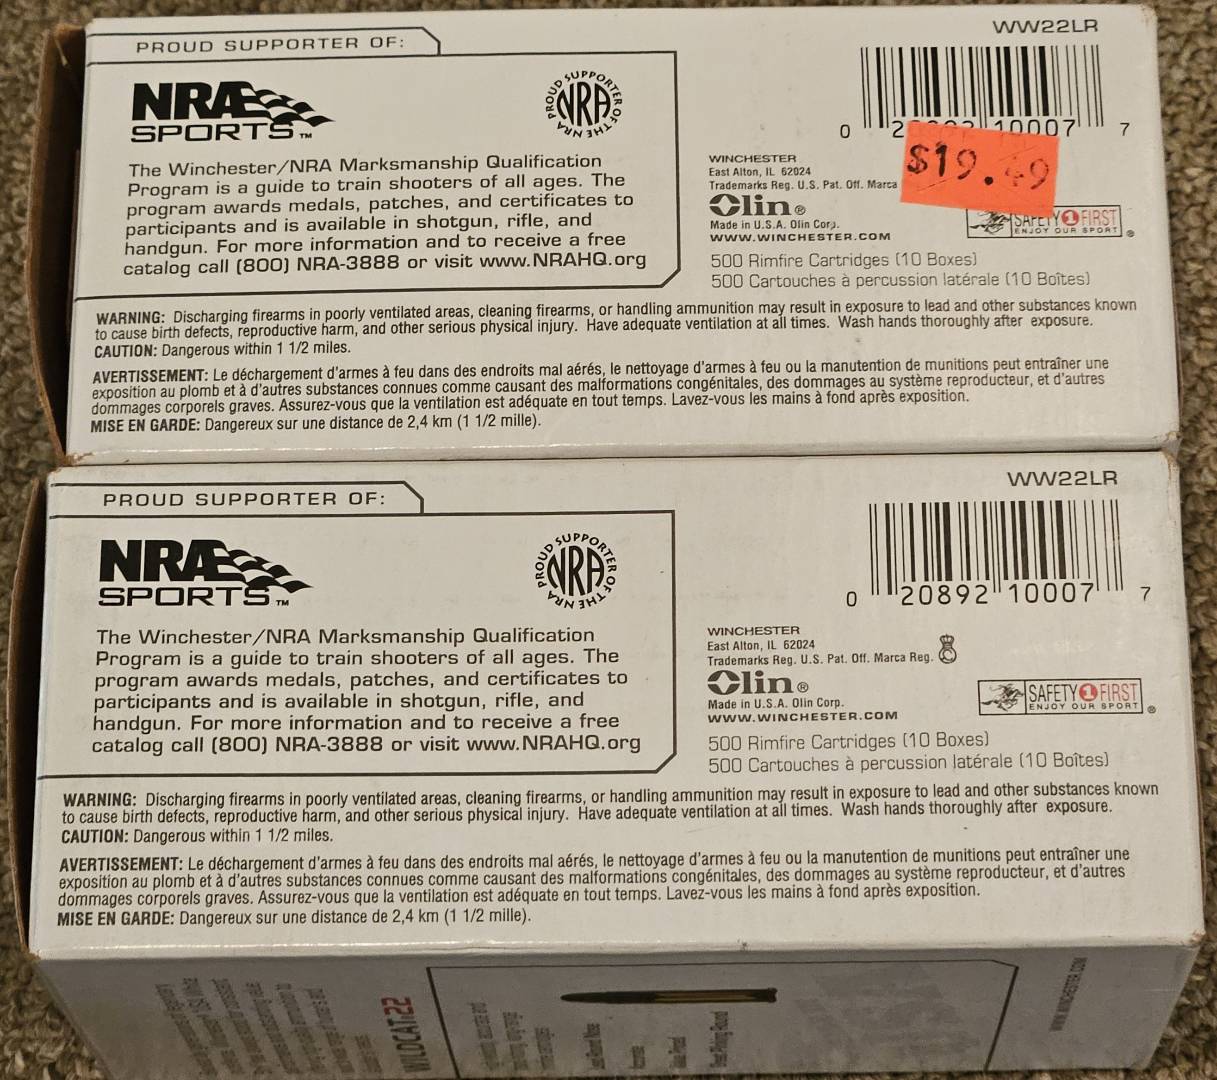 PROUD SUPPORTER OF:
NRA
SPORTS™
PROUD SUPPORTER OF THE NRA
NRA
The Winchester/NRA Marksmanship Qualification
Program is a guide to train shooters of all ages. The
program awards medals, patches, and certificates to
participants and is available in shotgun, rifle, and
handgun. For more information and to receive a free
catalog call (800) NRA-3888 or visit www.NRAHQ.org
WW22LR
0 10007 7
$19.49
WINCHESTER
East Alton, IL 62024
Trademarks Reg. U.S. Pat. Off. Marca
Olin®
Made in U.S.A. Olin Corp.
WWW.WINCHESTER.COM
SAFETY 1 FIRST
ENJOY OUR SPORT ®
500 Rimfire Cartridges (10 Boxes)
500 Cartouches à percussion latérale (10 Boîtes)
WARNING: Discharging firearms in poorly ventilated areas, cleaning firearms, or handling ammunition may result in exposure to lead and other substances known
to cause birth defects, reproductive harm, and other serious physical injury. Have adequate ventilation at all times. Wash hands thoroughly after exposure.
CAUTION: Dangerous within 1 1/2 miles.
AVERTISSEMENT: Le déchargement d'armes à feu dans des endroits mal aérés, le nettoyage d'armes à feu ou la manutention de munitions peut entraîner une
exposition au plomb et à d'autres substances connues comme causant des malformations congénitales, des dommages au système reproducteur, et d'autres
dommages corporels graves. Assurez-vous que la ventilation est adéquate en tout temps. Lavez-vous les mains à fond après exposition.
MISE EN GARDE: Dangereux sur une distance de 2,4 km (1 1/2 mille).
PROUD SUPPORTER OF:
NRA
SPORTS™
PROUD SUPPORTER OF THE NRA
NRA
The Winchester/NRA Marksmanship Qualification
Program is a guide to train shooters of all ages. The
program awards medals, patches, and certificates to
participants and is available in shotgun, rifle, and
handgun. For more information and to receive a free
catalog call (800) NRA-3888 or visit www.NRAHQ.org
WW22LR
0 20892 10007 7
WINCHESTER
East Alton, IL 62024
Trademarks Reg. U.S. Pat. Off. Marca Reg.
Olin®
Made in U.S.A. Olin Corp.
WWW.WINCHESTER.COM
SAFETY 1 FIRST
ENJOY OUR SPORT ®
500 Rimfire Cartridges (10 Boxes)
500 Cartouches à percussion latérale (10 Boîtes)
WARNING: Discharging firearms in poorly ventilated areas, cleaning firearms, or handling ammunition may result in exposure to lead and other substances known
to cause birth defects, reproductive harm, and other serious physical injury. Have adequate ventilation at all times. Wash hands thoroughly after exposure.
CAUTION: Dangerous within 1 1/2 miles.
AVERTISSEMENT: Le déchargement d'armes à feu dans des endroits mal aérés, le nettoyage d'armes à feu ou la manutention de munitions peut entraîner une
exposition au plomb et à d'autres substances connues comme causant des malformations congénitales, des dommages au système reproducteur, et d'autres
dommages corporels graves. Assurez-vous que la ventilation est adéquate en tout temps. Lavez-vous les mains à fond après exposition.
MISE EN GARDE: Dangereux sur une distance de 2,4 km (1 1/2 mille).
WILDCAT 22
WWW.WINCHESTER.COM